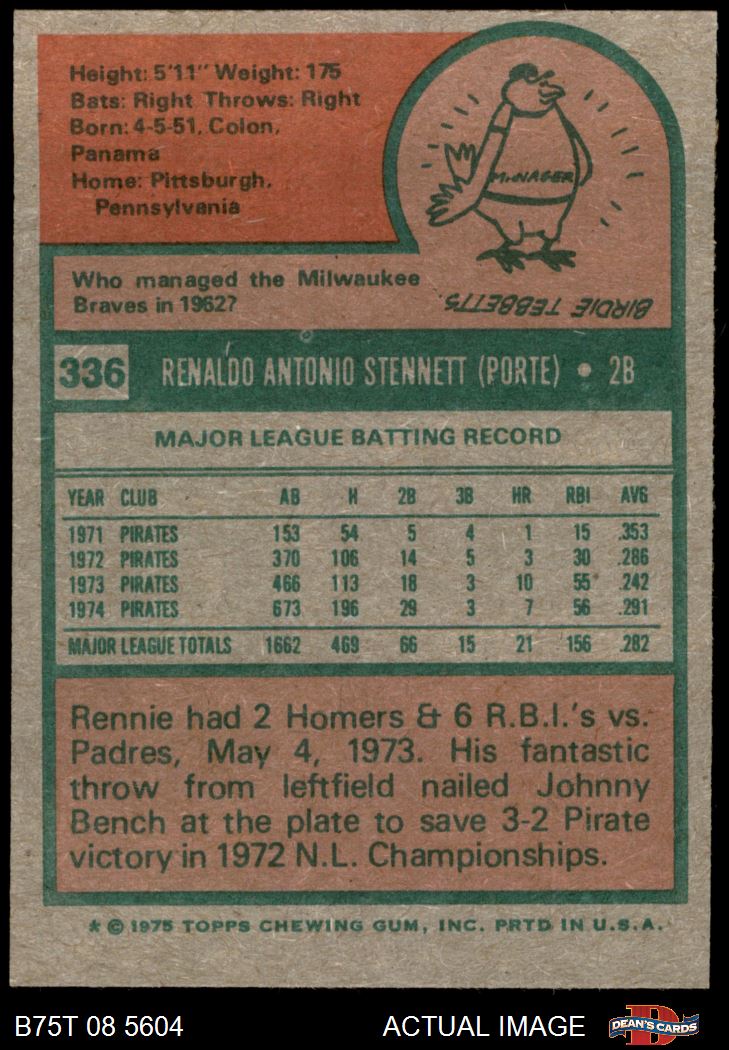 Height: 5'11" Weight: 175
Bats: Right Throws: Right
Born: 4-5-51, Colon,
Panama
Home: Pittsburgh,
Pennsylvania
MANAGER
Who managed the Milwaukee
Braves in 1962?
BIRDIE TEBBETTS.
336 RENALDO ANTONIO STENNETT (PORTE) • 2B
MAJOR LEAGUE BATTING RECORD
YEAR CLUB AB H 2B 3B HR RBI AVG
1971 PIRATES 153 54 5 4 1 15 .353
1972 PIRATES 370 106 14 5 3 30 .286
1973 PIRATES 466 113 18 3 10 55 .242
1974 PIRATES 673 196 29 3 7 56 .291
MAJOR LEAGUE TOTALS 1662 469 66 15 21 156 .282
Rennie had 2 Homers & 6 R.B.I.'s vs.
Padres, May 4, 1973. His fantastic
throw from leftfield nailed Johnny
Bench at the plate to save 3-2 Pirate
victory in 1972 N.L. Championships.
* © 1975 TOPPS CHEWING GUM, INC. PRTD IN U.S.A.
B75T 08 5604 ACTUAL IMAGE D DEAN'S CARDS